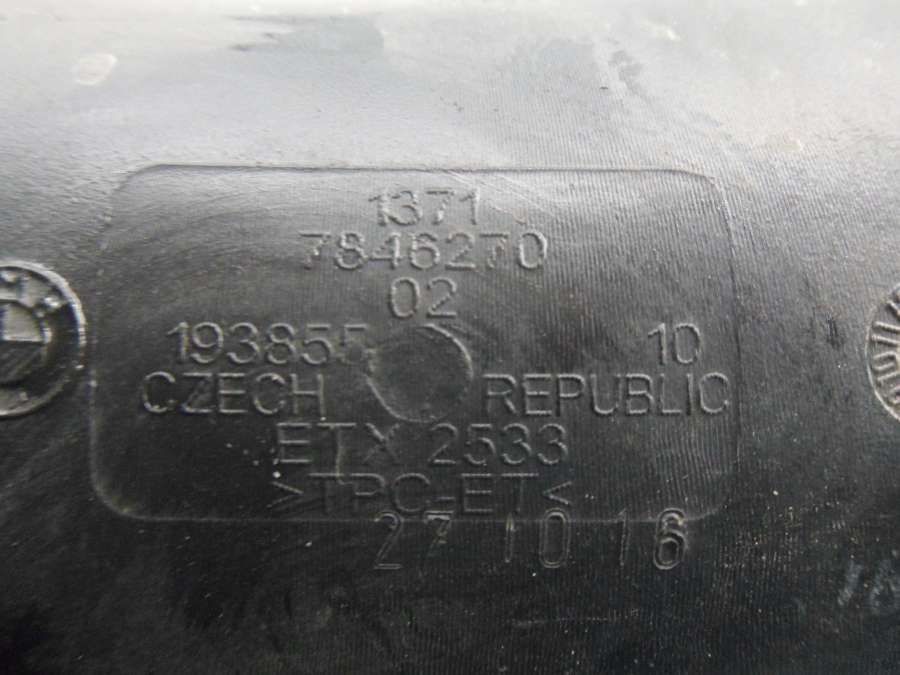 1371
7846270
02
193855 10
CZECH REPUBLIC
ETX 2533
>TPC-ET<
27 10 16